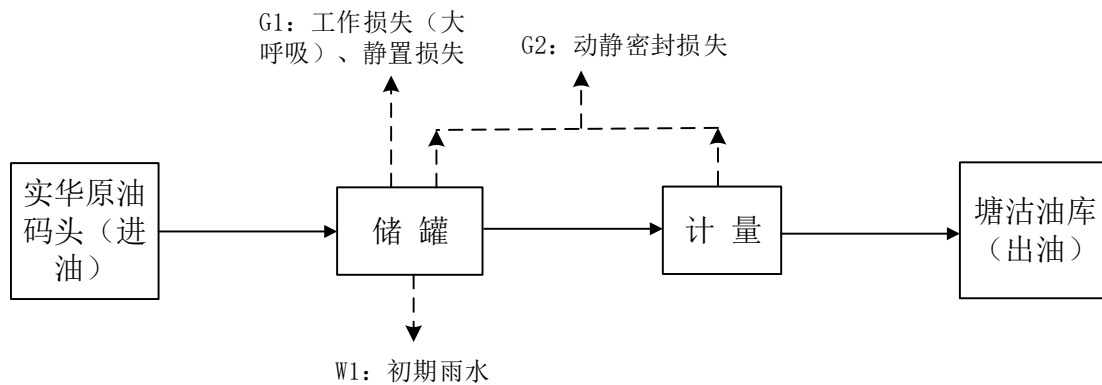 G1：工作损失（大
呼吸）、静置损失
G2：动静密封损失
实华原油
码头（进
油）
储 罐
计 量
塘沽油库
（出油）
W1：初期雨水